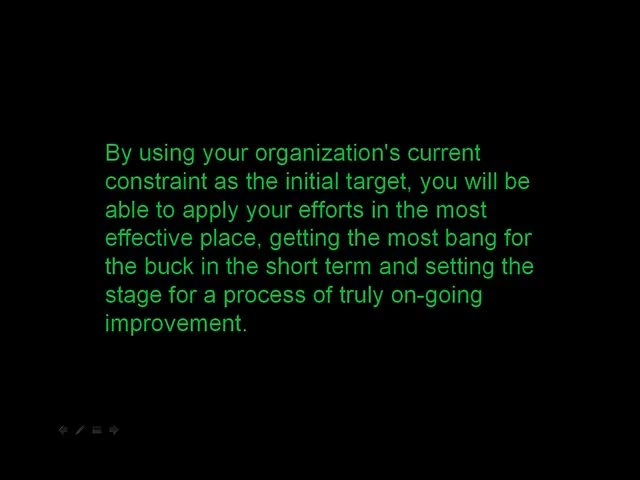 By using your organization's current
constraint as the initial target, you will be
able to apply your efforts in the most
effective place, getting the most bang for
the buck in the short term and setting the
stage for a process of truly on-going
improvement.